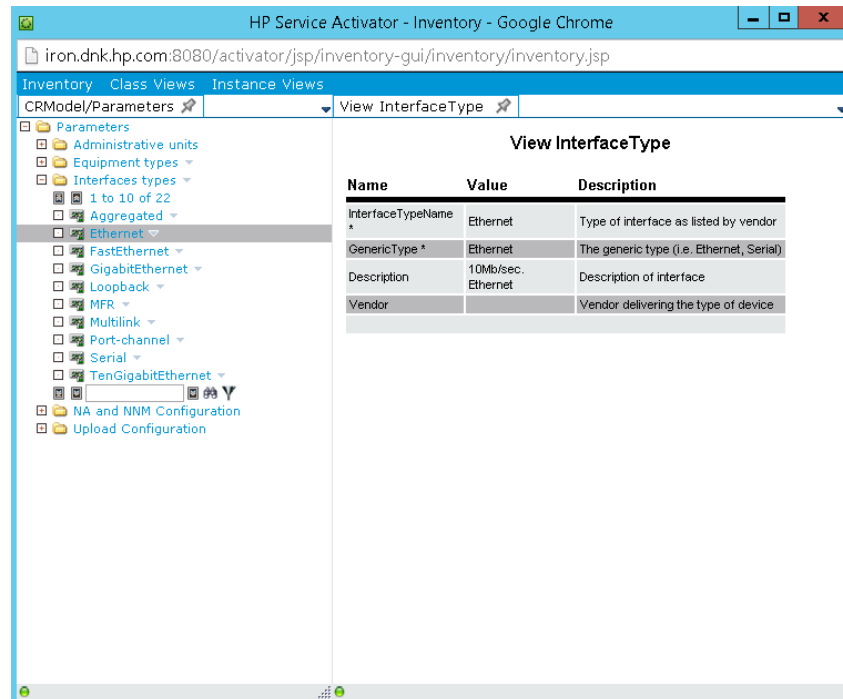 HP Service Activator - Inventory - Google Chrome
iron.dnk.hp.com:8080/activator/jsp/inventory-gui/inventory/inventory.jsp
Inventory Class Views Instance Views
CRModel/Parameters
View InterfaceType
Parameters
Administrative units
Equipment types
Interfaces types
1 to 10 of 22
Aggregated
Ethernet
FastEthernet
GigabitEthernet
Loopback
MFR
Multilink
Port-channel
Serial
TenGigabitEthernet
NA and NNM Configuration
Upload Configuration
View InterfaceType
Name Value Description
InterfaceTypeName
* Ethernet Type of interface as listed by vendor
GenericType * Ethernet The generic type (i.e. Ethernet, Serial)
Description 10Mb/sec. Ethernet Description of interface
Vendor Vendor delivering the type of device